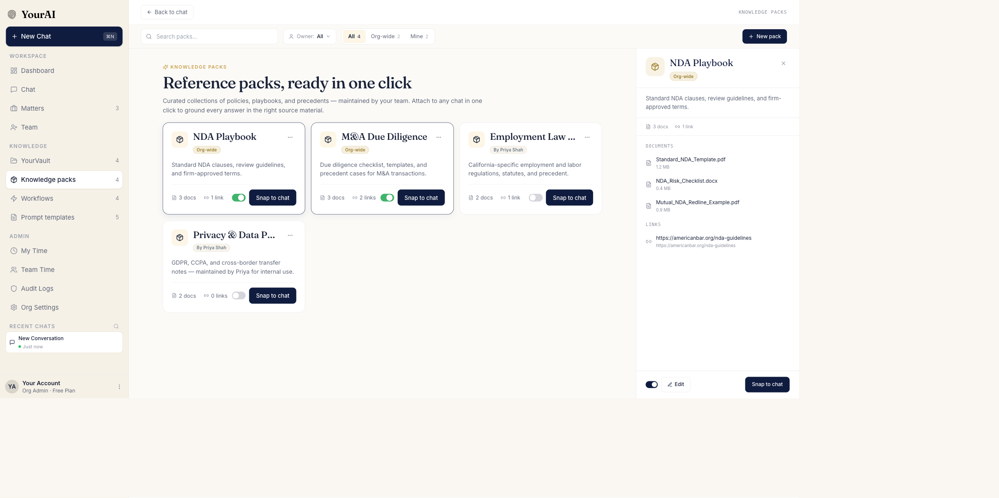 YourAI
New Chat ⌘N
WORKSPACE
Dashboard
Chat
Matters 3
Team
KNOWLEDGE
YourVault 4
Knowledge packs 4
Workflows 4
Prompt templates 5
ADMIN
My Time
Team Time
Audit Logs
Org Settings
RECENT CHATS
New Conversation
Just now
YA
Your Account
Org Admin · Free Plan
Back to chat
KNOWLEDGE PACKS
Search packs...
Owner: All
All 4
Org-wide 2
Mine 2
New pack
KNOWLEDGE PACKS
Reference packs, ready in one click
Curated collections of policies, playbooks, and precedents — maintained by your team. Attach to any chat in one
click to ground every answer in the right source material.
NDA Playbook
Org-wide
Standard NDA clauses, review guidelines,
and firm-approved terms.
3 docs 1 link Snap to chat
M&A Due Diligence
Org-wide
Due diligence checklist, templates, and
precedent cases for M&A transactions.
3 docs 2 links Snap to chat
Employment Law ...
By Priya Shah
California-specific employment and labor
regulations, statutes, and precedent.
2 docs 1 link Snap to chat
Privacy & Data P...
By Priya Shah
GDPR, CCPA, and cross-border transfer
notes — maintained by Priya for internal use.
2 docs 0 links Snap to chat
NDA Playbook
Org-wide
Standard NDA clauses, review guidelines, and firm-
approved terms.
3 docs 1 link
DOCUMENTS
Standard_NDA_Template.pdf
1.2 MB
NDA_Risk_Checklist.docx
0.4 MB
Mutual_NDA_Redline_Example.pdf
0.9 MB
LINKS
https://americanbar.org/nda-guidelines
https://americanbar.org/nda-guidelines
Edit
Snap to chat